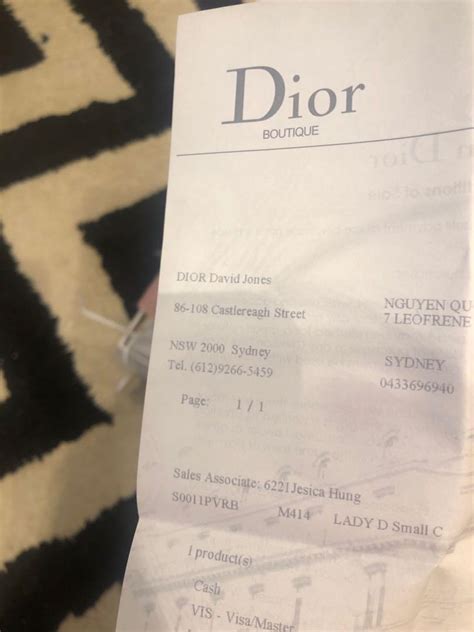 Dior
BOUTIQUE
DIOR David Jones
86-108 Castlereagh Street
NGUYEN QU
7 LEOFRENE
NSW 2000 Sydney
SYDNEY
Tel. (612)9266-5459
0433696940
Page: 1 / 1
Sales Associate: 6221Jesica Hung
S0011PVRB M414 LADY D Small C
1 product(s)
Cash
VIS - Visa/Master